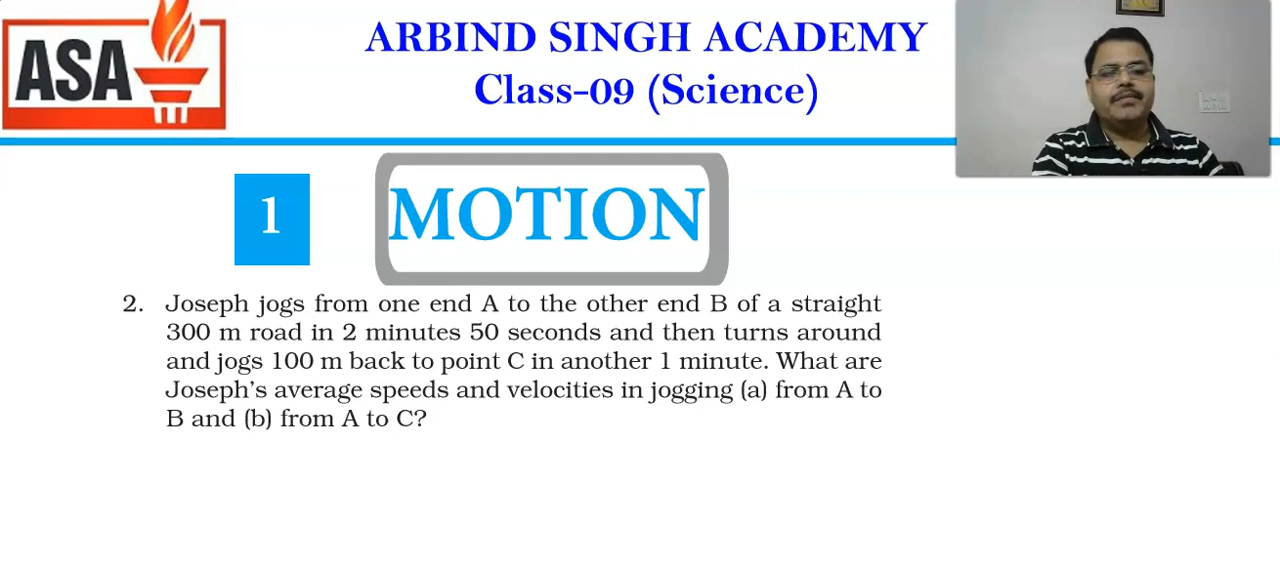 ASA
ARBIND SINGH ACADEMY
Class-09 (Science)
1
MOTION
2. Joseph jogs from one end A to the other end B of a straight
300 m road in 2 minutes 50 seconds and then turns around
and jogs 100 m back to point C in another 1 minute. What are
Joseph's average speeds and velocities in jogging (a) from A to
B and (b) from A to C?